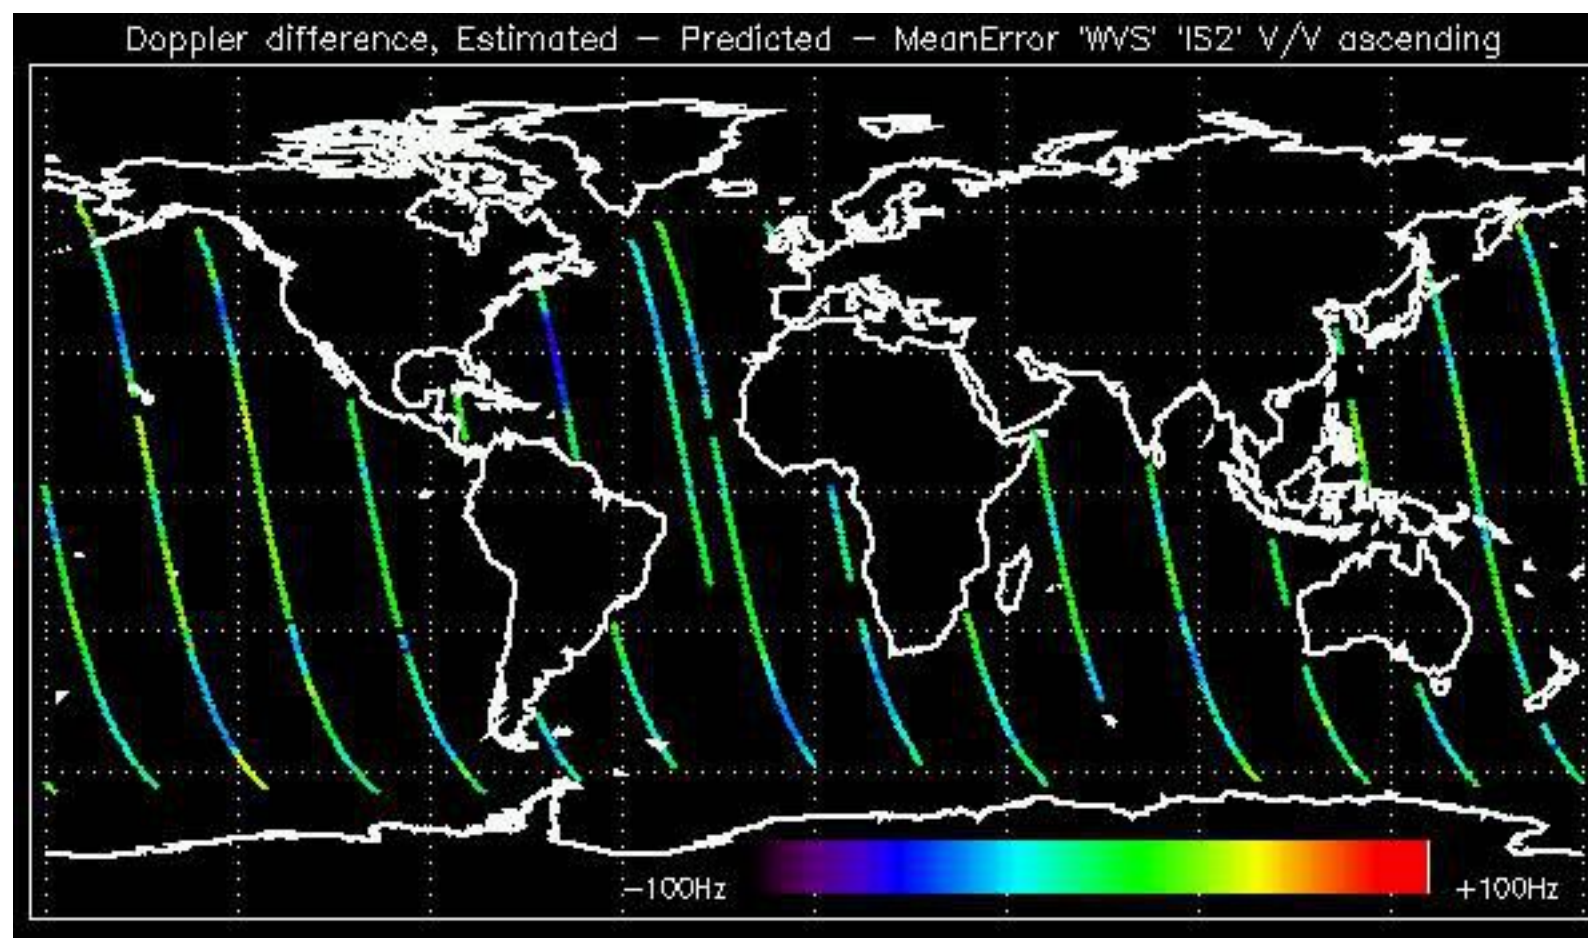 Doppler difference, Estimated - Predicted - MeanError 'WVS' 'IS2' V/V ascending
-100Hz +100Hz